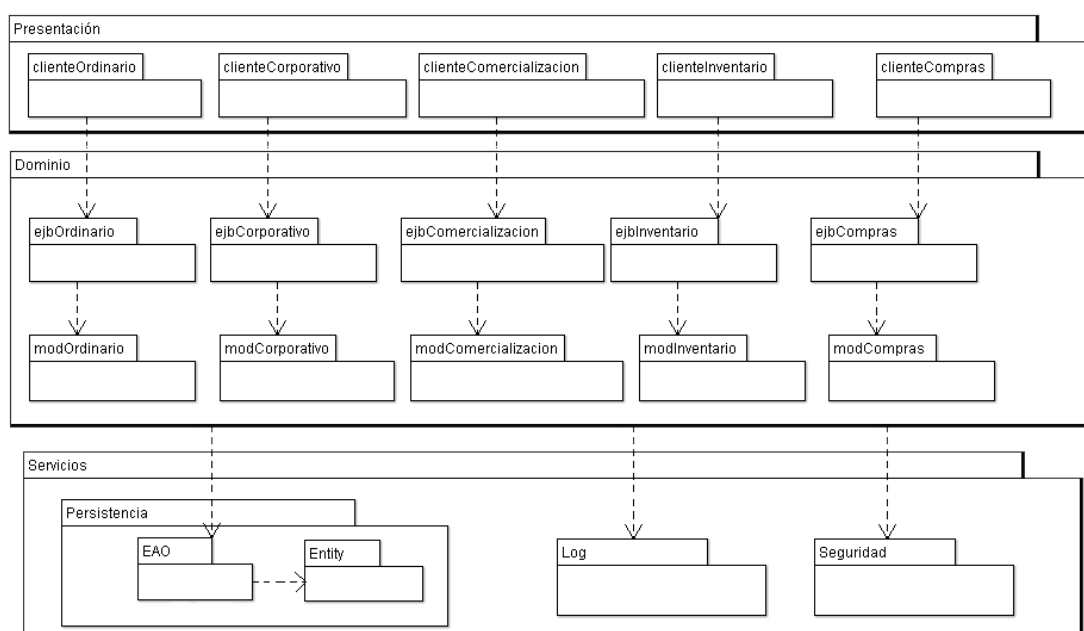 Presentación
clienteOrdinario
clienteCorporativo
clienteComercializacion
clienteInventario
clienteCompras
Dominio
ejbOrdinario
ejbCorporativo
ejbComercializacion
ejbInventario
ejbCompras
modOrdinario
modCorporativo
modComercializacion
modInventario
modCompras
Servicios
Persistencia
EAO
Entity
Log
Seguridad